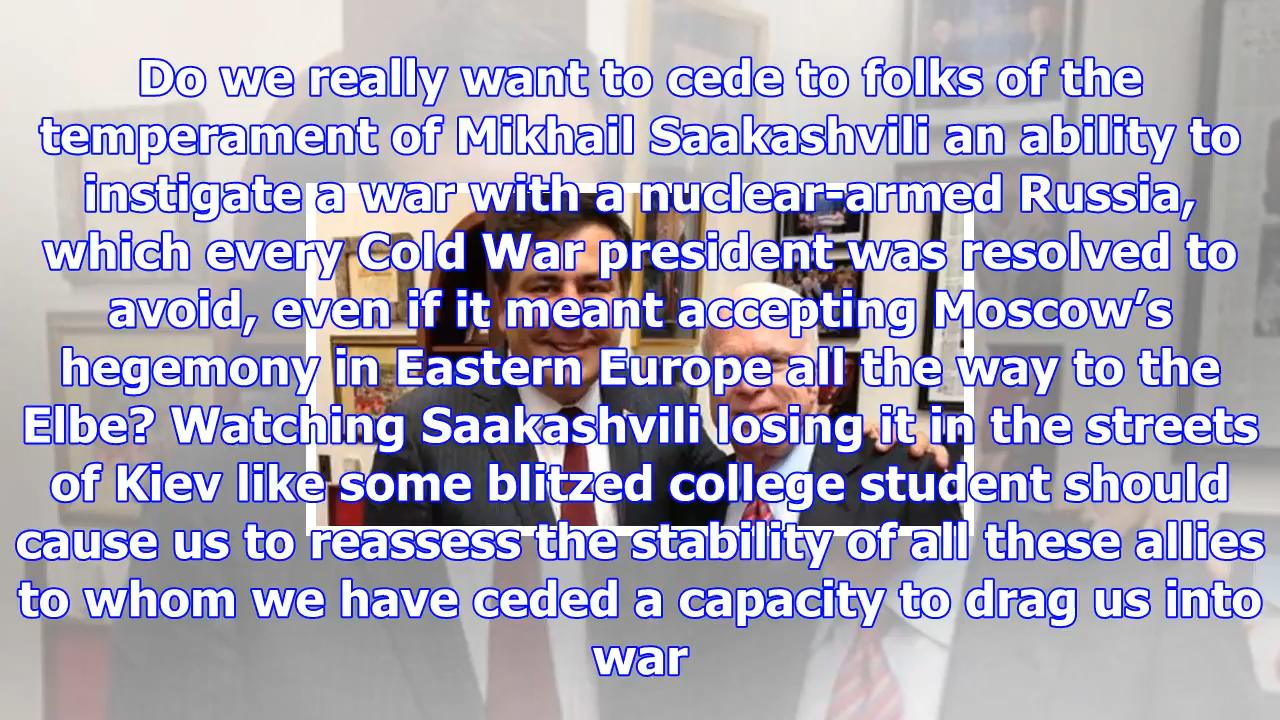 Do we really want to cede to folks of the
temperament of Mikhail Saakashvili an ability to
instigate a war with a nuclear-armed Russia,
which every Cold War president was resolved to
avoid, even if it meant accepting Moscow’s
hegemony in Eastern Europe all the way to the
Elbe? Watching Saakashvili losing it in the streets
of Kiev like some blitzed college student should
cause us to reassess the stability of all these allies
to whom we have ceded a capacity to drag us into
war